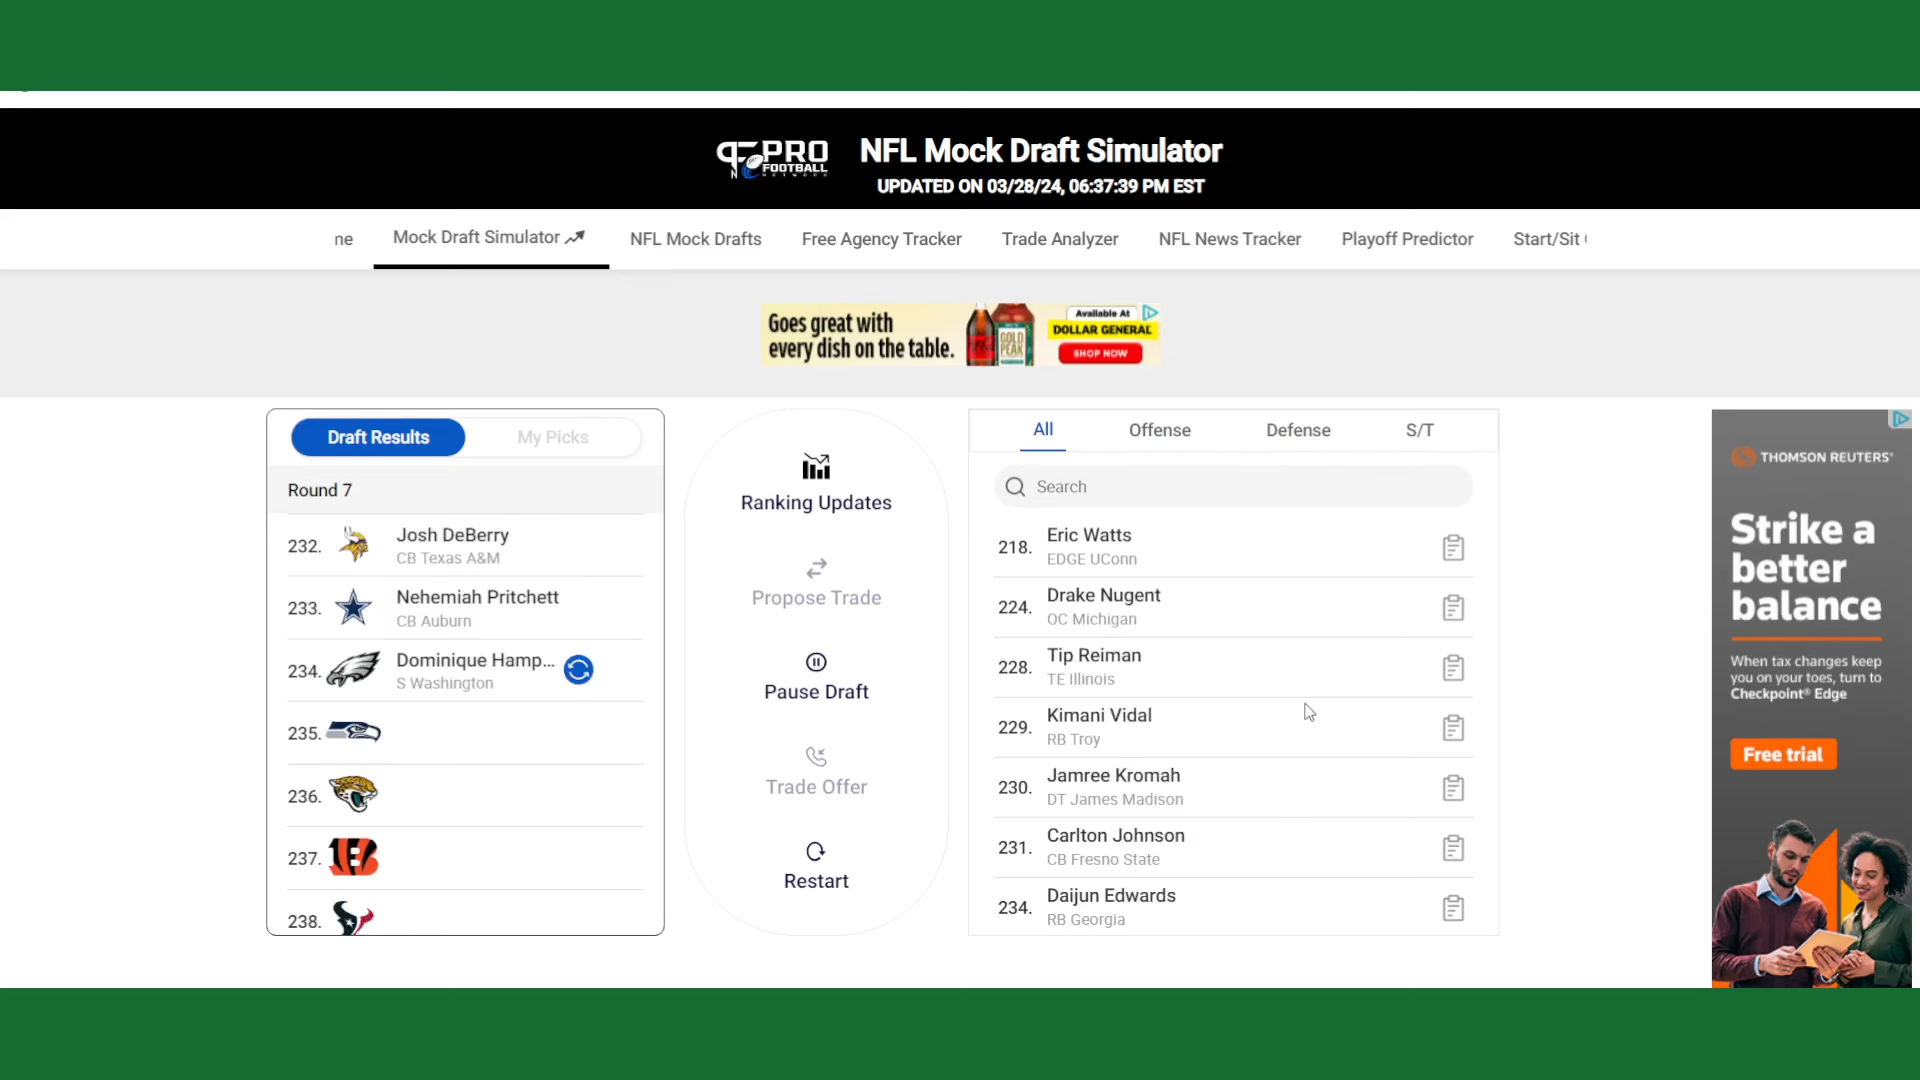 PRO
FOOTBALL
NETWORK
NFL Mock Draft Simulator
UPDATED ON 03/28/24, 06:37:39 PM EST
ne
Mock Draft Simulator
NFL Mock Drafts
Free Agency Tracker
Trade Analyzer
NFL News Tracker
Playoff Predictor
Start/Sit
Goes great with
every dish on the table.
GOLD
PEAK
Available At
DOLLAR GENERAL
SHOP NOW
Draft Results
My Picks
Round 7
232.
Josh DeBerry
CB Texas A&M
233.
Nehemiah Pritchett
CB Auburn
234.
Dominique Hamp...
S Washington
235.
236.
237.
238.
Ranking Updates
Propose Trade
Pause Draft
Trade Offer
Restart
All
Offense
Defense
S/T
Search
218.
Eric Watts
EDGE UConn
224.
Drake Nugent
OC Michigan
228.
Tip Reiman
TE Illinois
229.
Kimani Vidal
RB Troy
230.
Jamree Kromah
DT James Madison
231.
Carlton Johnson
CB Fresno State
234.
Daijun Edwards
RB Georgia
THOMSON REUTERS®
Strike a
better
balance
When tax changes keep
you on your toes, turn to
Checkpoint® Edge
Free trial